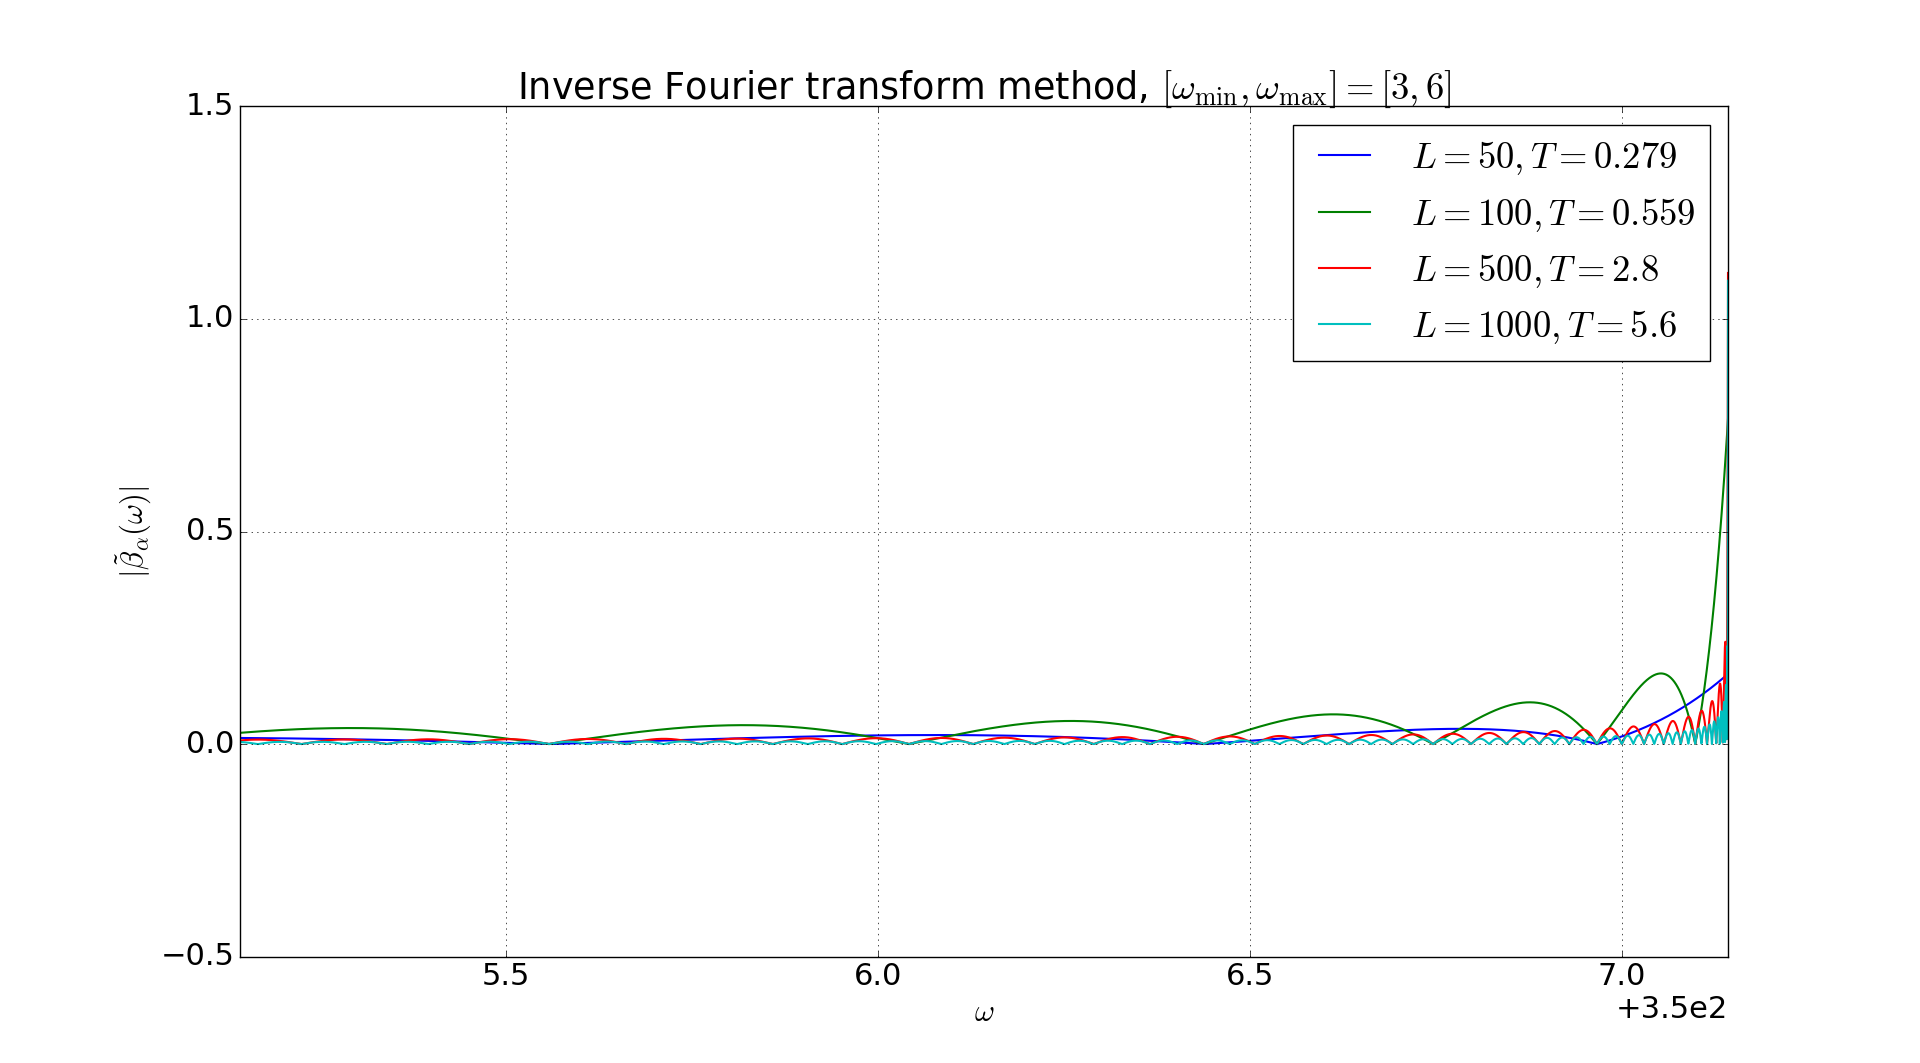 Inverse Fourier transform method, [ω_min, ω_max] = [3, 6]
1.5
1.0
0.5
0.0
−0.5
|β̃_α(ω)|
L = 50, T = 0.279
L = 100, T = 0.559
L = 500, T = 2.8
L = 1000, T = 5.6
5.5 6.0 6.5 7.0
+3.5e2
ω